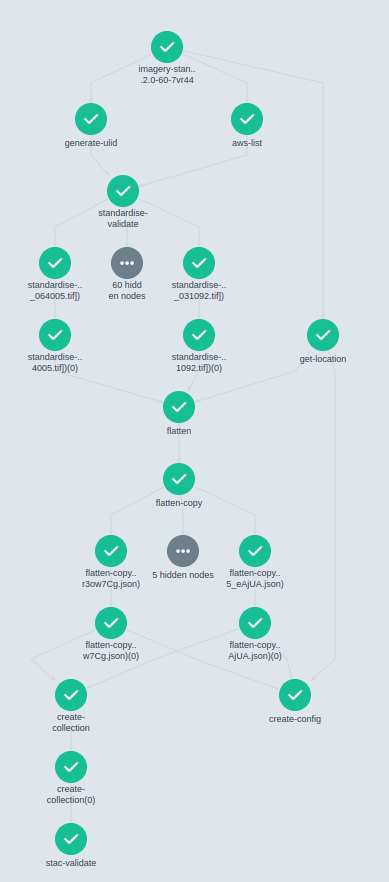 imagery-stan..
.2.0-60-7vr44
generate-ulid
aws-list
standardise-
validate
standardise-..
_064005.tif])
60 hidd
en nodes
standardise-..
_031092.tif])
standardise-..
4005.tif])(0)
standardise-..
1092.tif])(0)
get-location
flatten
flatten-copy
flatten-copy..
r3ow7Cg.json)
5 hidden nodes
flatten-copy..
5_eAjUA.json)
flatten-copy..
w7Cg.json)(0)
flatten-copy..
AjUA.json)(0)
create-
collection
create-config
create-
collection(0)
stac-validate